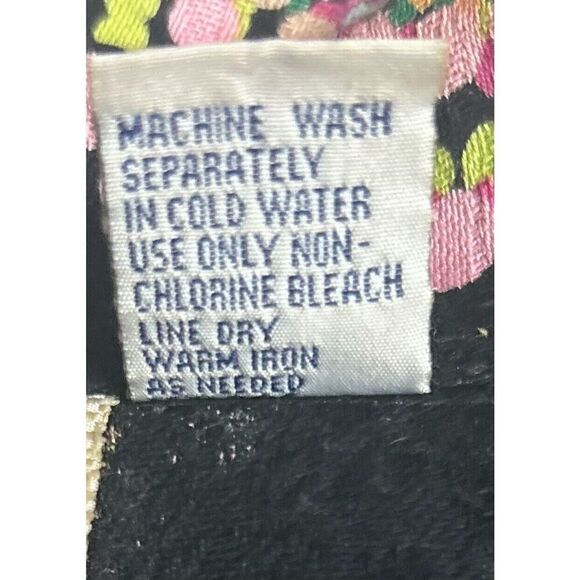 MACHINE WASH
SEPARATELY
IN COLD WATER
USE ONLY NON-
CHLORINE BLEACH
LINE DRY
WARM IRON
AS NEEDED